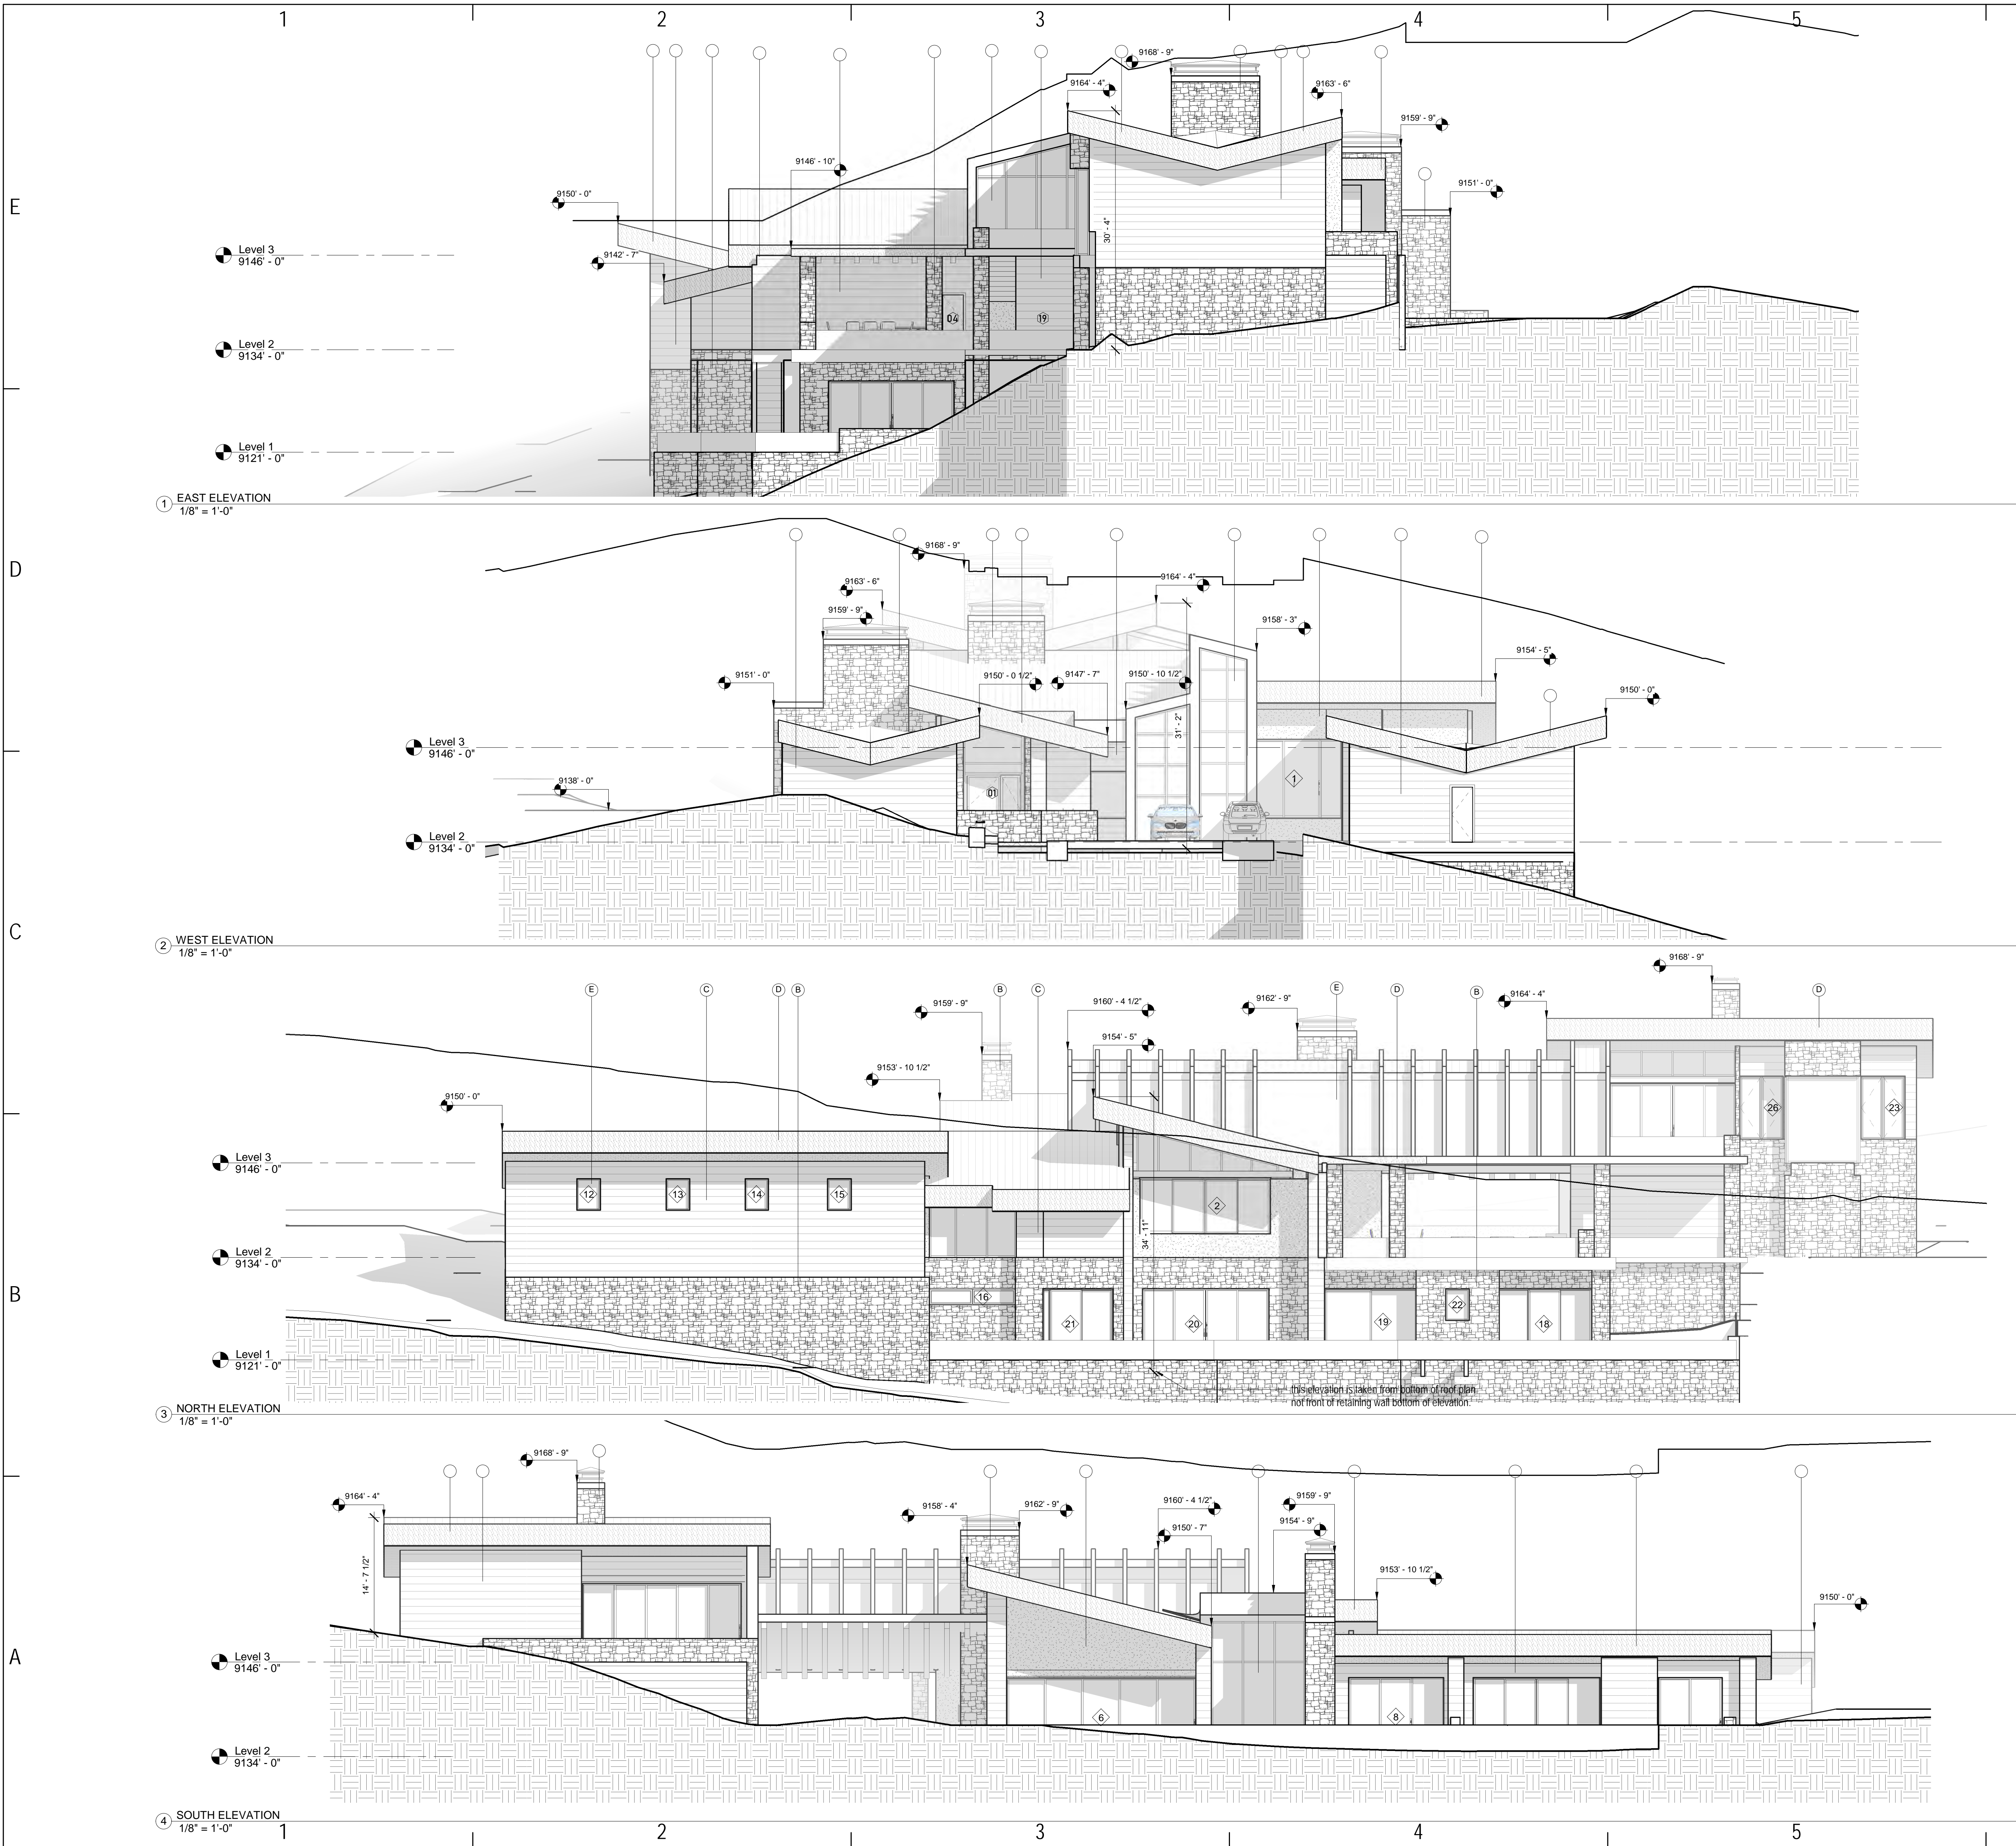 1 2 3 4 5
E
9168' - 9"
9164' - 4"
9163' - 6"
9159' - 9"
9146' - 10"
9151' - 0"
9150' - 0"
30' - 4"
Level 3
9146' - 0"
9142' - 7"
04
19
Level 2
9134' - 0"
Level 1
9121' - 0"
1 EAST ELEVATION
1/8" = 1'-0"
D
9168' - 9"
9163' - 6"
9164' - 4"
9159' - 9"
9158' - 3"
9154' - 5"
9151' - 0"
9150' - 0 1/2"
9147' - 7"
9150' - 10 1/2"
9150' - 0"
31' - 2"
Level 3
9146' - 0"
9138' - 0"
01
1
Level 2
9134' - 0"
C
2 WEST ELEVATION
1/8" = 1'-0"
9168' - 9"
E C D B B C E D B D
9159' - 9"
9160' - 4 1/2"
9162' - 9"
9164' - 4"
9154' - 5"
9153' - 10 1/2"
9150' - 0"
26
23
Level 3
9146' - 0"
12
13
14
15
2
34' - 11"
Level 2
9134' - 0"
B
16
21
20
19
22
18
Level 1
9121' - 0"
this elevation is taken from bottom of roof plan
not front of retaining wall bottom of elevation.
3 NORTH ELEVATION
1/8" = 1'-0"
9168' - 9"
9164' - 4"
9158' - 4"
9162' - 9"
9160' - 4 1/2"
9159' - 9"
9150' - 7"
9154' - 9"
14' - 7 1/2"
9153' - 10 1/2"
9150' - 0"
A
Level 3
9146' - 0"
6
8
Level 2
9134' - 0"
4 SOUTH ELEVATION
1/8" = 1'-0"
1 2 3 4 5